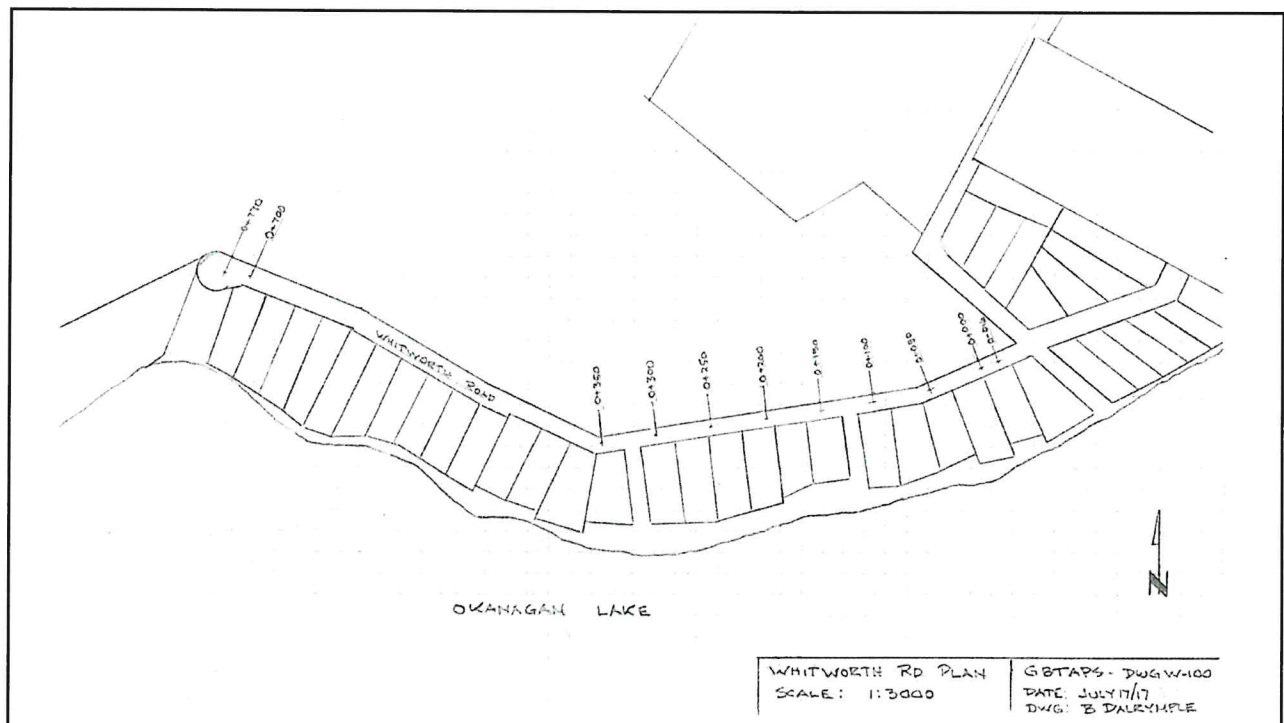 0+770
0+700
WHITWORTH ROAD
0+350
0+300
0+250
0+200
0+150
0+100
0+050
0+000
OKANAGAN LAKE
N
WHITWORTH RD PLAN
SCALE: 1:3000
GBTAPS - DWG W-100
DATE: JULY 17/17
DWG: B DALRYMPLE